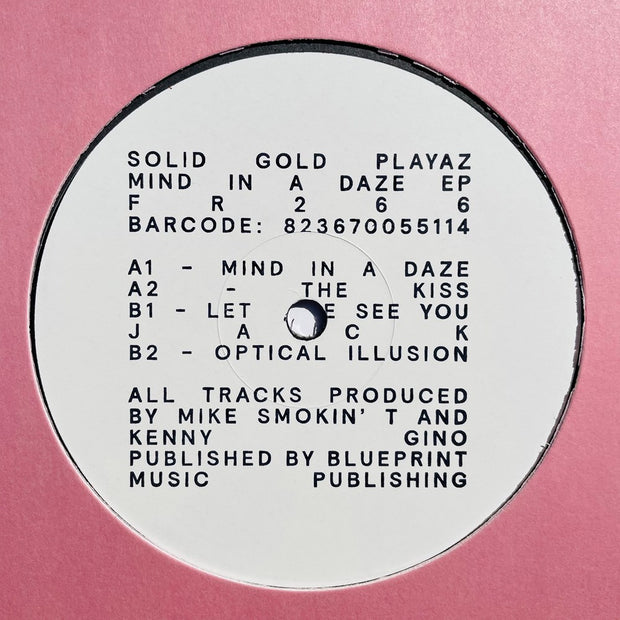 SOLID GOLD PLAYAZ
MIND IN A DAZE EP
F R 2 6 6
BARCODE: 823670055114
A1 - MIND IN A DAZE
A2 - THE KISS
B1 - LET SEE YOU
J A C K
B2 - OPTICAL ILLUSION
ALL TRACKS PRODUCED
BY MIKE SMOKIN' T AND
KENNY GINO
PUBLISHED BY BLUEPRINT
MUSIC PUBLISHING